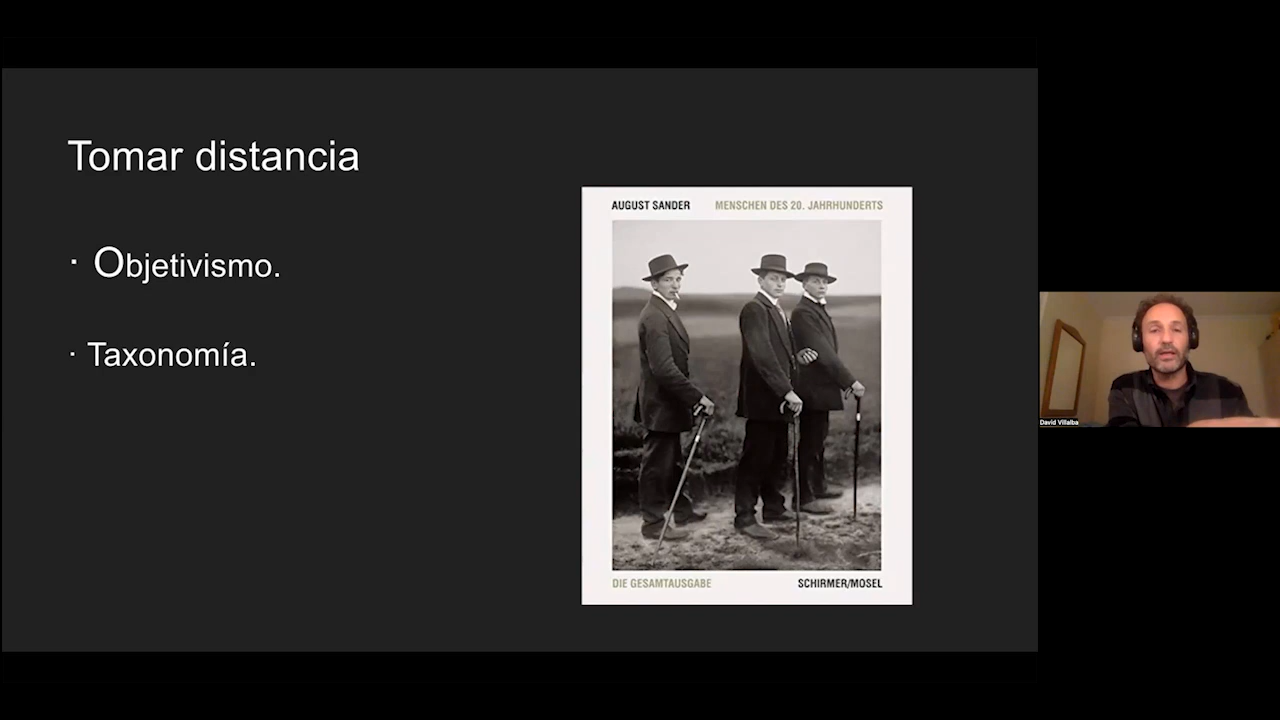 Tomar distancia
· Objetivismo.
· Taxonomía.
AUGUST SANDER MENSCHEN DES 20. JAHRHUNDERTS
DIE GESAMTAUSGABE SCHIRMER/MOSEL
David Villalba